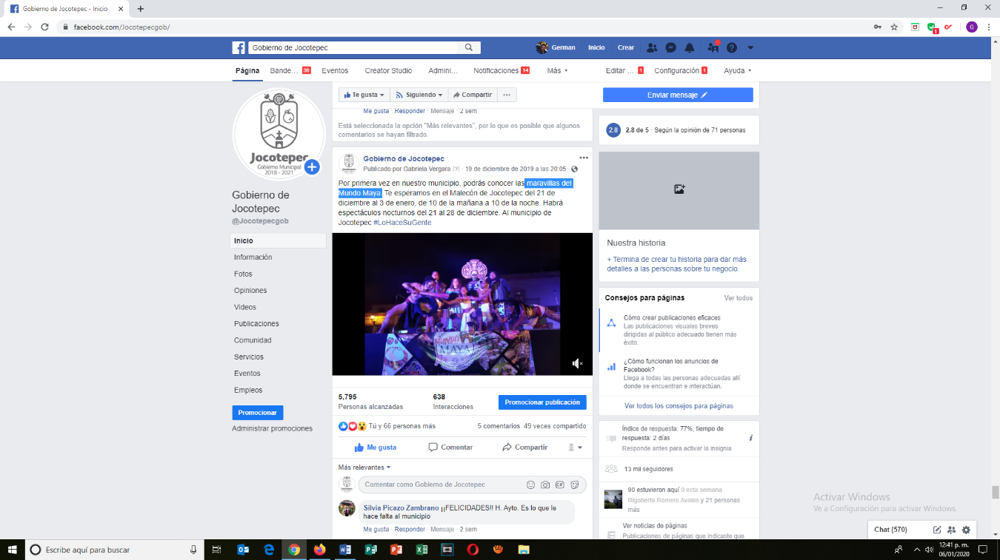 Gobierno de Jocotepec - Inicio
facebook.com/Jocotepecgob/
Gobierno de Jocotepec
German
Inicio
Crear
Página
Bande... 36
Eventos
Creator Studio
Admini...
Notificaciones 14
Más
Editar ... 1
Configuración 1
Ayuda
Jocotepec
Gobierno Municipal
2018 - 2021
Gobierno de
Jocotepec
@Jocotepecgob
Inicio
Información
Fotos
Opiniones
Videos
Publicaciones
Comunidad
Servicios
Eventos
Empleos
Promocionar
Administrar promociones
Te gusta
Siguiendo
Compartir
Me gusta · Responder · Mensaje · 2 sem
Está seleccionada la opción "Más relevantes", por lo que es posible que algunos
comentarios se hayan filtrado.
Gobierno de Jocotepec
Publicado por Gabriela Vergara [?] · 19 de diciembre de 2019 a las 20:05 ·
Por primera vez en nuestro municipio, podrás conocer las maravillas del
Mundo Maya. Te esperamos en el Malecón de Jocotepec del 21 de
diciembre al 3 de enero, de 10 de la mañana a 10 de la noche. Habrá
espectáculos nocturnos del 21 al 28 de diciembre. Al municipio de
Jocotepec #LoHaceSuGente
MUNDO
MAYA
5,795
Personas alcanzadas
638
Interacciones
Promocionar publicación
Tú y 66 personas más
5 comentarios 49 veces compartido
Me gusta
Comentar
Compartir
Más relevantes
Comentar como Gobierno de Jocotepec
GIF
Silvia Picazo Zambrano ¡¡FELICIDADES!! H. Ayto. Es lo que le
hace falta al municipio
Me gusta · Responder · Mensaje · 2 sem
Enviar mensaje
2.8
2.8 de 5 · Según la opinión de 71 personas
Nuestra historia
+ Termina de crear tu historia para dar más
detalles a las personas sobre tu negocio.
Consejos para páginas
Ver todos
Cómo crear publicaciones eficaces
Las publicaciones visuales breves
dirigidas al público adecuado tienen más
éxito.
¿Cómo funcionan los anuncios de
Facebook?
Llega a todas las personas adecuadas allí
donde se encuentran e interactúan.
Ver todos los consejos para páginas
Índice de respuesta: 77%; tiempo de
respuesta: 2 días
Responde antes para activar la insignia
13 mil seguidores
90 estuvieron aquí 0 esta semana
Rigoberto Romero Avalos y 21 personas
más
Ver noticias de páginas
Publicaciones de páginas que indicaste que
Activar Windows
Ve a Configuración para activar Windows.
Chat (570)
Escribe aquí para buscar
12:41 p. m.
06/01/2020